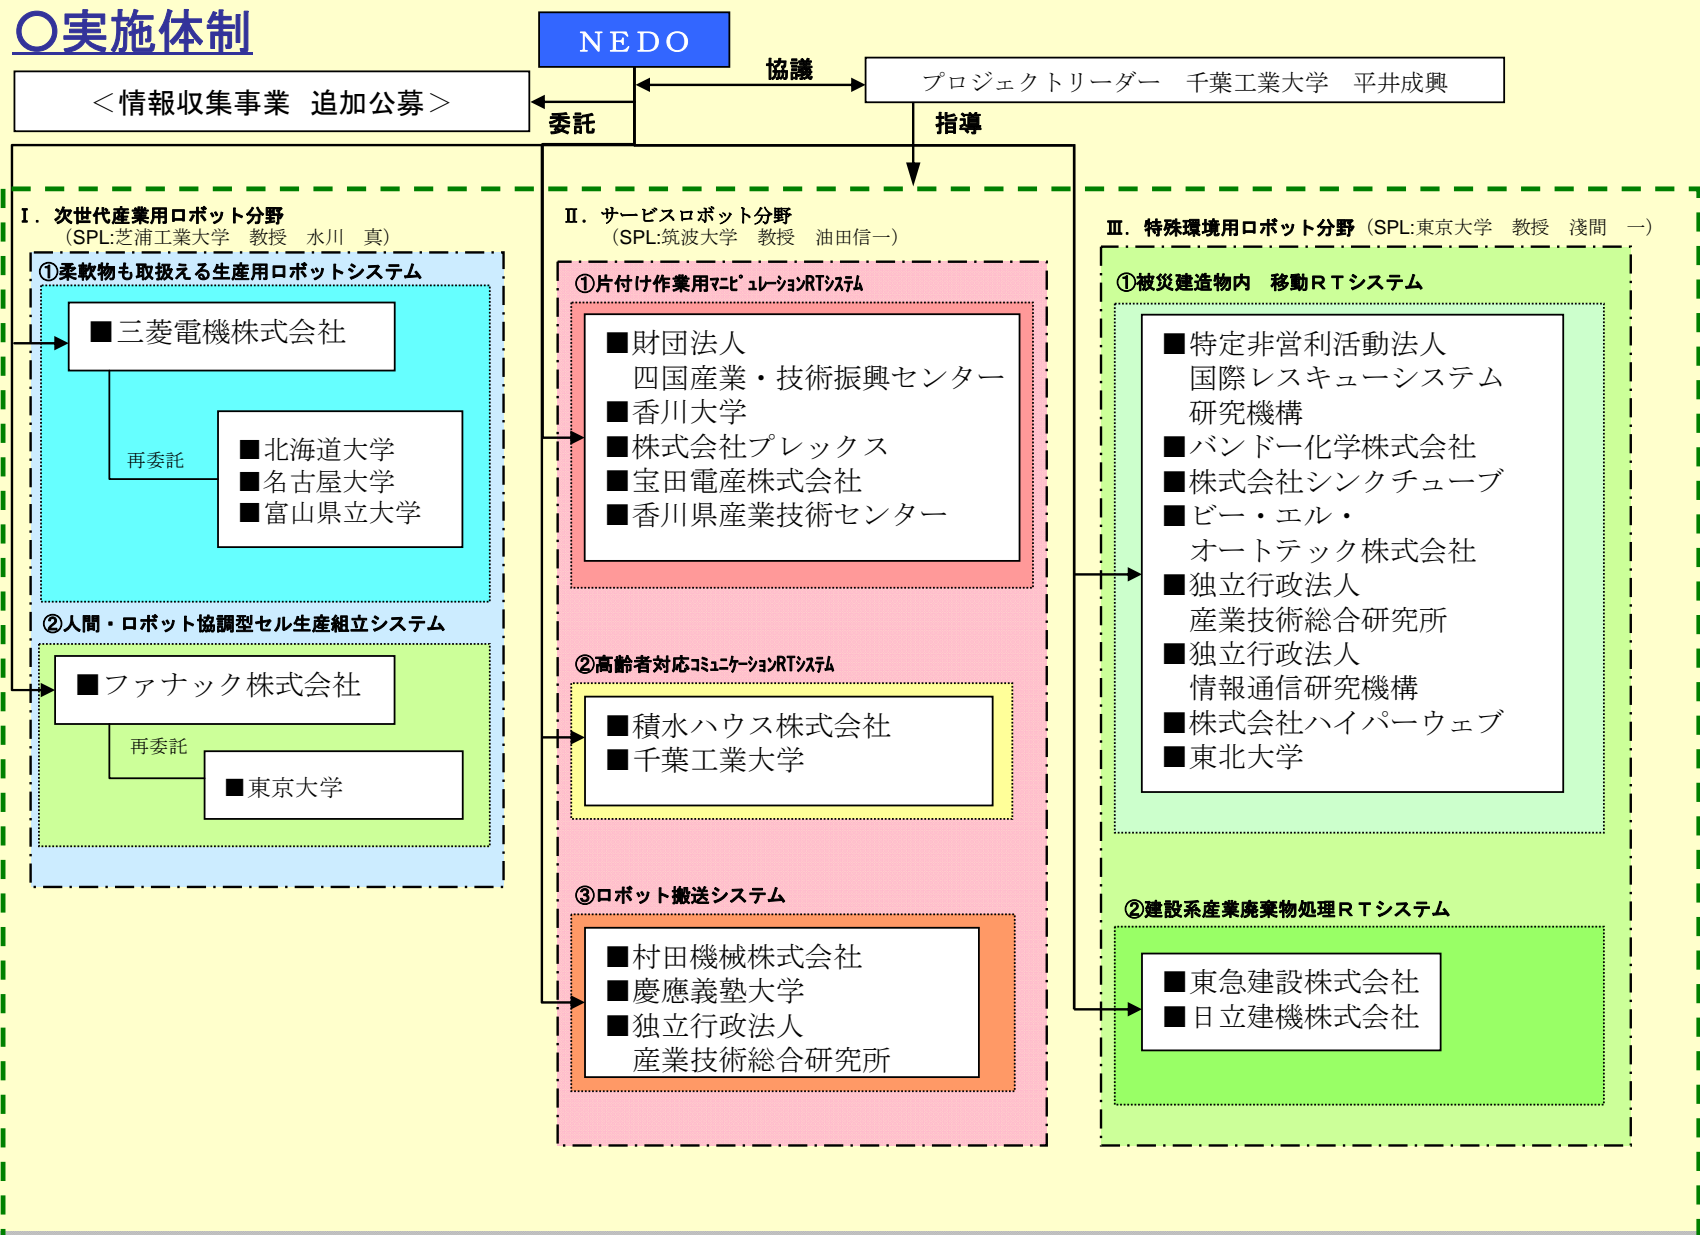 〇実施体制
NEDO
協議
プロジェクトリーダー　千葉工業大学　平井成興
＜情報収集事業　追加公募＞
委託
指導
Ⅰ．次世代産業用ロボット分野
（SPL:芝浦工業大学　教授　水川　真）
①柔軟物も取扱える生産用ロボットシステム
■三菱電機株式会社
再委託
■北海道大学
■名古屋大学
■富山県立大学
②人間・ロボット協調型セル生産組立システム
■ファナック株式会社
再委託
■東京大学
Ⅱ．サービスロボット分野
（SPL:筑波大学　教授　油田信一）
①片付け作業用ﾏﾆﾋﾟｭﾚｰｼｮﾝRTｼｽﾃﾑ
■財団法人
四国産業・技術振興センター
■香川大学
■株式会社プレックス
■宝田電産株式会社
■香川県産業技術センター
②高齢者対応ｺﾐｭﾆｹｰｼｮﾝRTｼｽﾃﾑ
■積水ハウス株式会社
■千葉工業大学
③ロボット搬送システム
■村田機械株式会社
■慶應義塾大学
■独立行政法人
産業技術総合研究所
Ⅲ．特殊環境用ロボット分野（SPL:東京大学　教授　淺間　一）
①被災建造物内　移動ＲＴシステム
■特定非営利活動法人
国際レスキューシステム
研究機構
■バンドー化学株式会社
■株式会社シンクチューブ
■ビー・エル・
オートテック株式会社
■独立行政法人
産業技術総合研究所
■独立行政法人
情報通信研究機構
■株式会社ハイパーウェブ
■東北大学
②建設系産業廃棄物処理ＲＴシステム
■東急建設株式会社
■日立建機株式会社